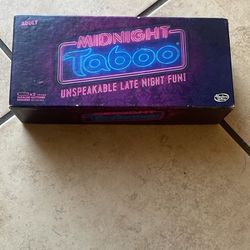 ADULT
MIDNIGHT
Taboo
UNSPEAKABLE LATE NIGHT FUN!